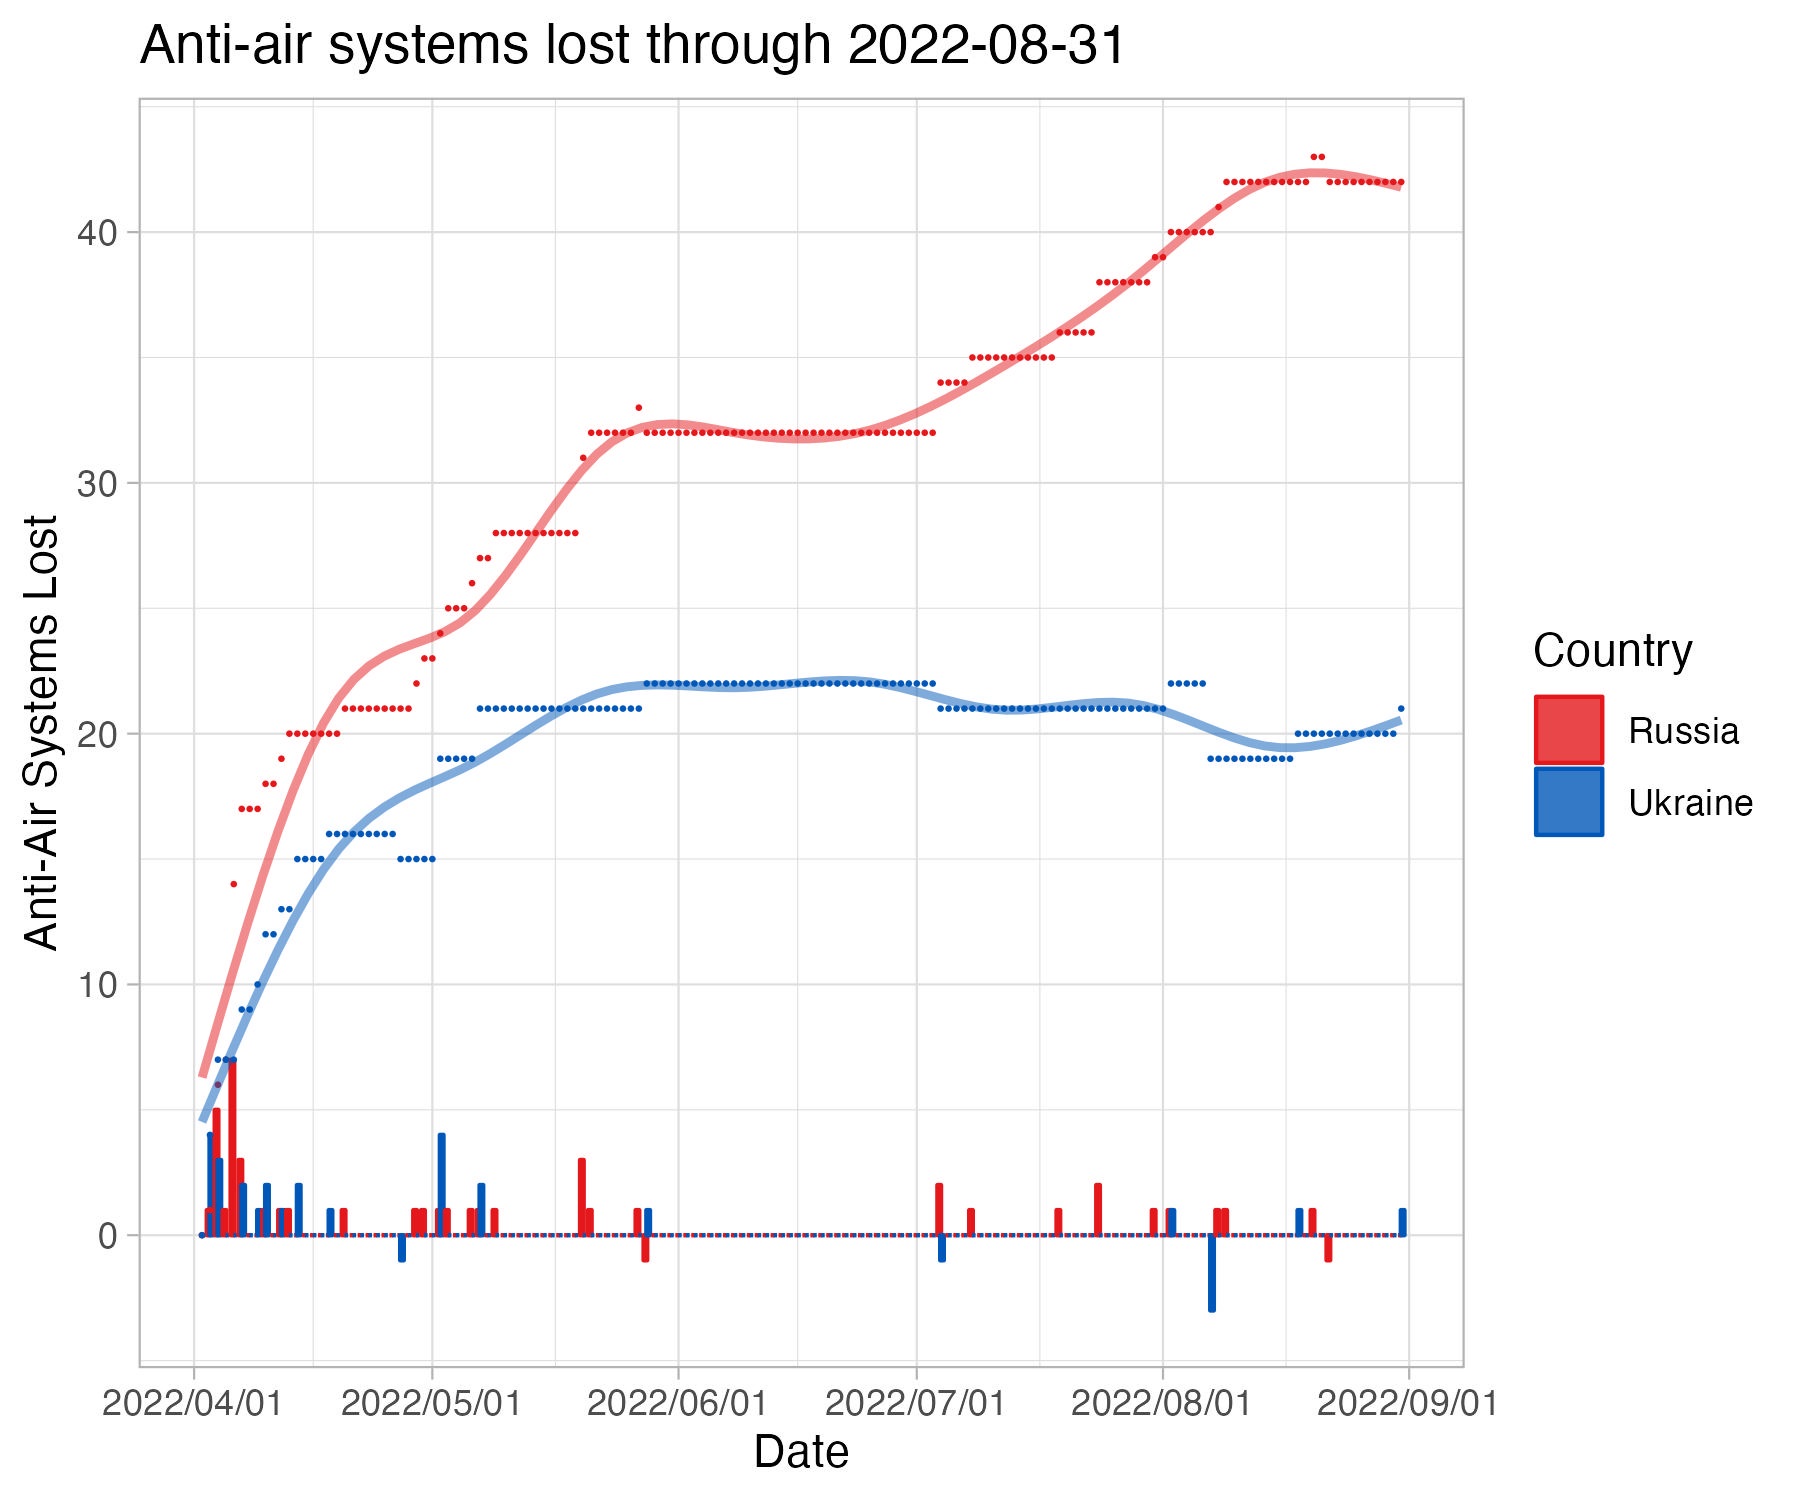 Anti-air systems lost through 2022-08-31
Anti-Air Systems Lost
40
30
20
10
0
2022/04/01 2022/05/01 2022/06/01 2022/07/01 2022/08/01 2022/09/01
Date
Country
Russia
Ukraine